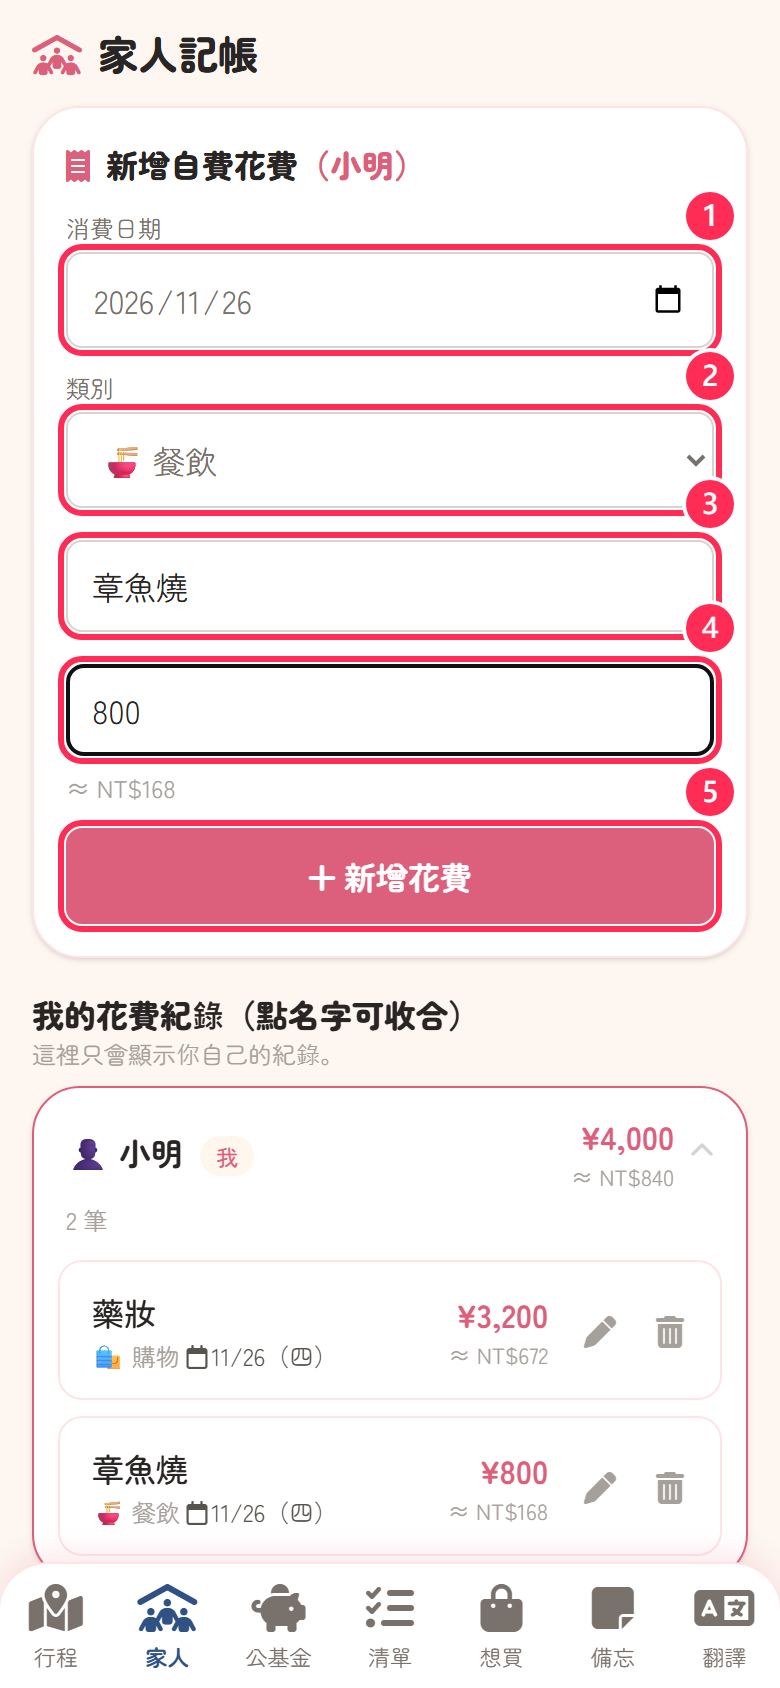 家人記帳
新增自費花費（小明）
消費日期
1
2026/11/26
2
類別
餐飲
3
章魚燒
4
800
≈ NT$168
5
＋新增花費
我的花費紀錄（點名字可收合）
這裡只會顯示你自己的紀錄。
小明 我 ¥4,000
≈ NT$840
2 筆
藥妝 ¥3,200
購物 11/26（四） ≈ NT$672
章魚燒 ¥800
餐飲 11/26（四） ≈ NT$168
A 文
行程 家人 公基金 清單 想買 備忘 翻譯